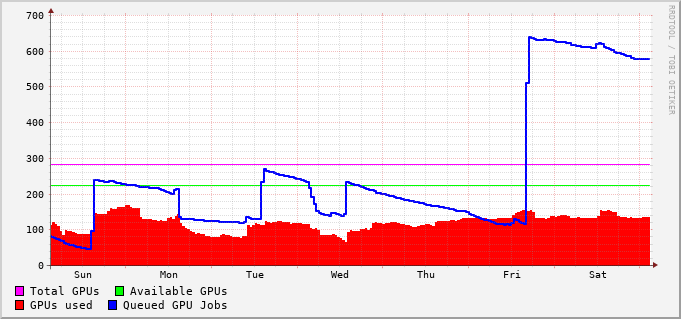 700
600
500
400
300
200
100
0
Sun Mon Tue Wed Thu Fri Sat
Total GPUs Available GPUs
GPUs used Queued GPU Jobs
RRDTOOL / TOBI OETIKER